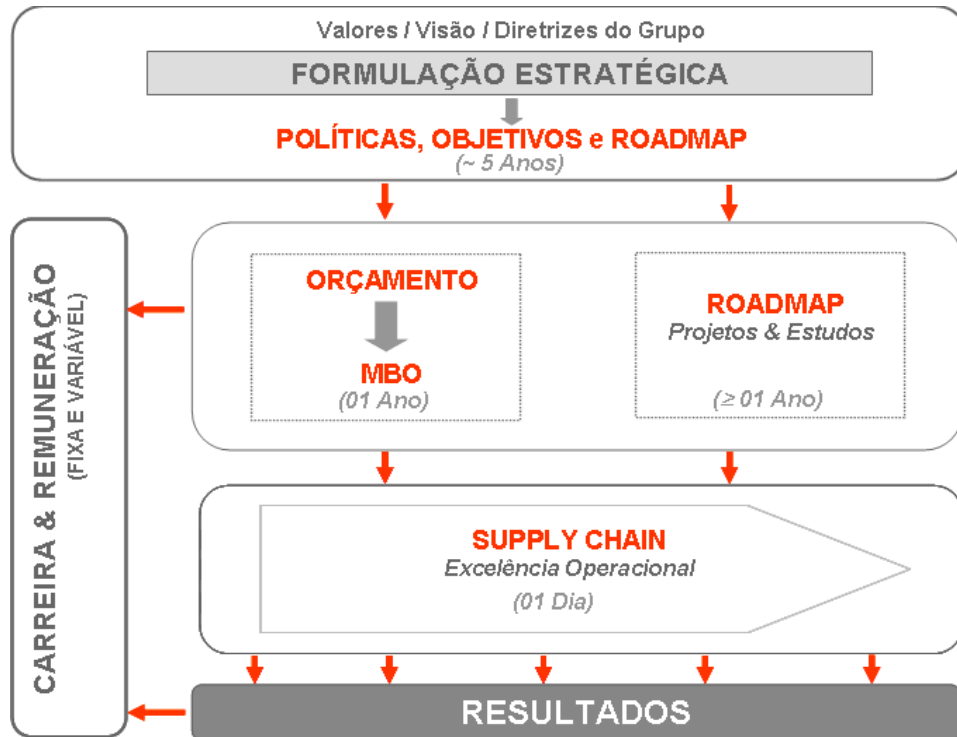 Valores / Visão / Diretrizes do Grupo
FORMULAÇÃO ESTRATÉGICA
POLÍTICAS, OBJETIVOS e ROADMAP
(~ 5 Anos)
CARREIRA & REMUNERAÇÃO
(FIXA E VARIÁVEL)
ORÇAMENTO
MBO
(01 Ano)
ROADMAP
Projetos & Estudos
(≥ 01 Ano)
SUPPLY CHAIN
Excelência Operacional
(01 Dia)
RESULTADOS